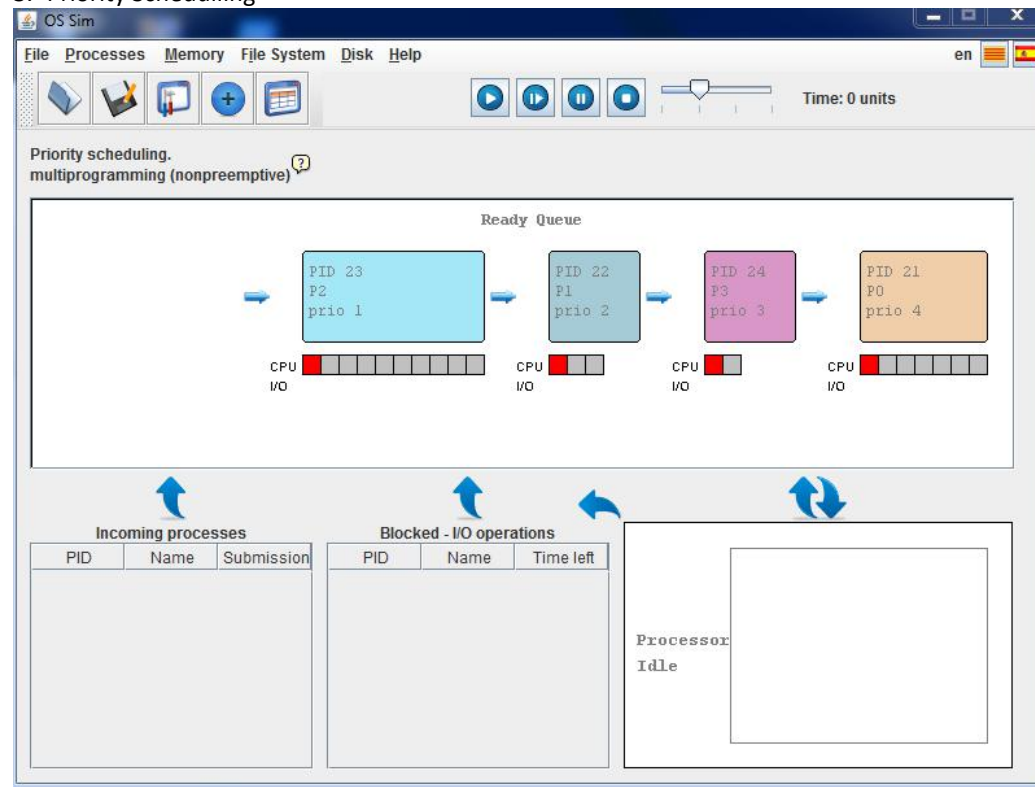 OS Sim
File Processes Memory File System Disk Help en
Time: 0 units
Priority scheduling.
multiprogramming (nonpreemptive)
?
Ready Queue
PID 23
P2
prio 1
CPU
I/O
PID 22
P1
prio 2
CPU
I/O
PID 24
P3
prio 3
CPU
I/O
PID 21
P0
prio 4
CPU
I/O
Incoming processes
PID Name Submission
Blocked - I/O operations
PID Name Time left
Processor
Idle